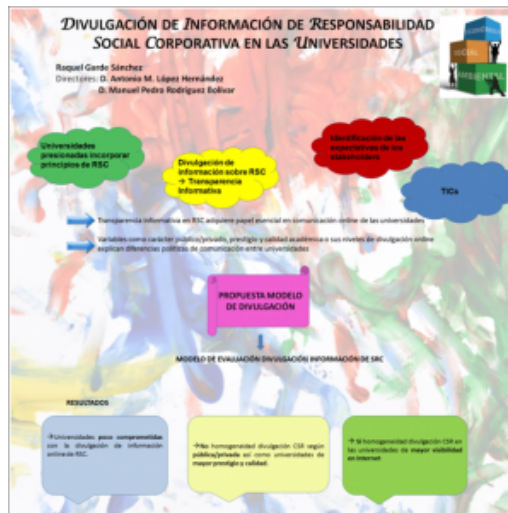 DIVULGACIÓN DE INFORMACIÓN DE RESPONSABILIDAD
SOCIAL CORPORATIVA EN LAS UNIVERSIDADES
Raquel Garde Sánchez
Directores: D. Antonio M. López Hernández
D. Manuel Pedro Rodríguez Bolívar
ECONÓMICO
SOCIAL
AMBIENTAL
Universidades
presionadas incorporar
principios de RSC
Divulgación de
información sobre RSC
→ Transparencia
Informativa
Identificación de las
expectativas de los
stakeholders
TICs
Transparencia informativa en RSC adquiere papel esencial en comunicación online de las universidades
Variables como carácter público/privado, prestigio y calidad académica o sus niveles de divulgación online
explican diferencias políticas de comunicación entre universidades
PROPUESTA MODELO
DE DIVULGACIÓN
MODELO DE EVALUACIÓN DIVULGACIÓN INFORMACIÓN DE SRC
RESULTADOS
→Universidades poco comprometidas
con la divulgación de información
online de RSC.
→No homogeneidad divulgación CSR según
público/privado así como universidades de
mayor prestigio y calidad.
→ Si homogeneidad divulgación CSR en
las universidades de mayor visibilidad
en Internet